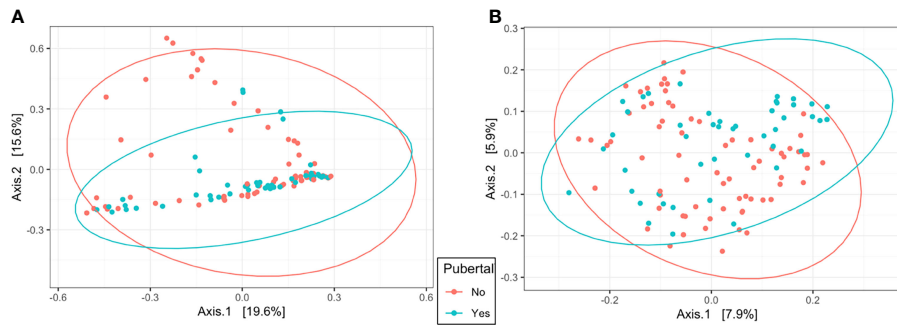 A
B
Axis.2 [15.6%]
0.6
0.3
0.0
-0.3
-0.6
-0.3
0.0
0.3
0.6
Axis.1 [19.6%]
Pubertal
No
Yes
Axis.2 [5.9%]
0.3
0.2
0.1
0.0
-0.1
-0.2
-0.3
-0.2
0.0
0.2
Axis.1 [7.9%]